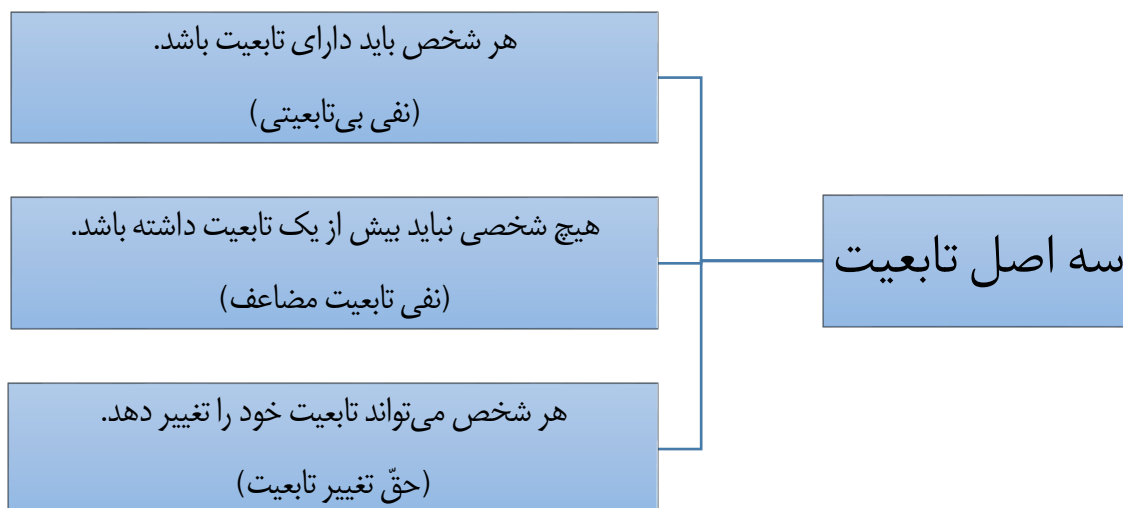 سه اصل تابعیت
هر شخص باید دارای تابعیت باشد.
(نفی بی‌تابعیتی)
هیچ شخصی نباید بیش از یک تابعیت داشته باشد.
(نفی تابعیت مضاعف)
هر شخص می‌تواند تابعیت خود را تغییر دهد.
(حقّ تغییر تابعیت)